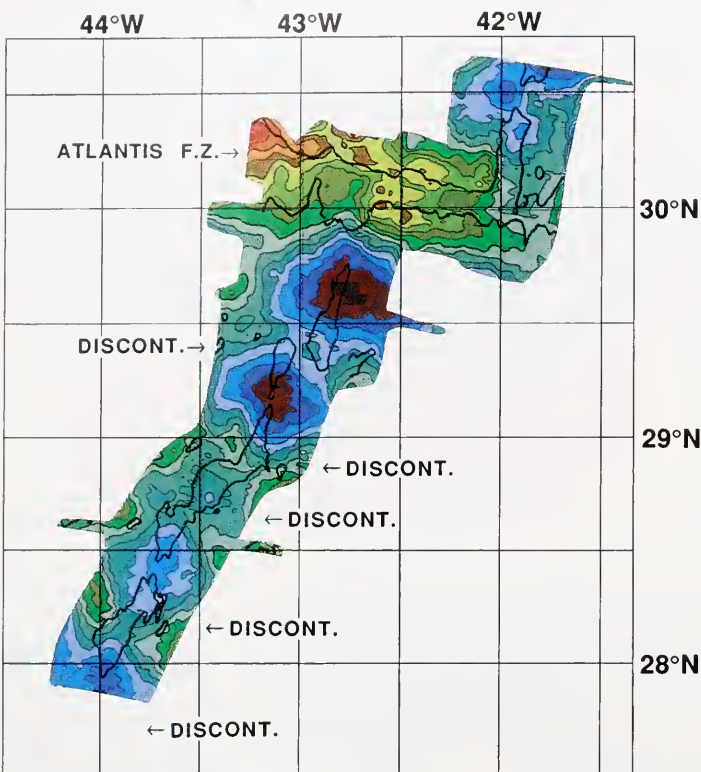 44°W 43°W 42°W
ATLANTIS F.Z.→
30°N
DISCONT.→
29°N
←DISCONT.
←DISCONT.
←DISCONT.
28°N
←DISCONT.